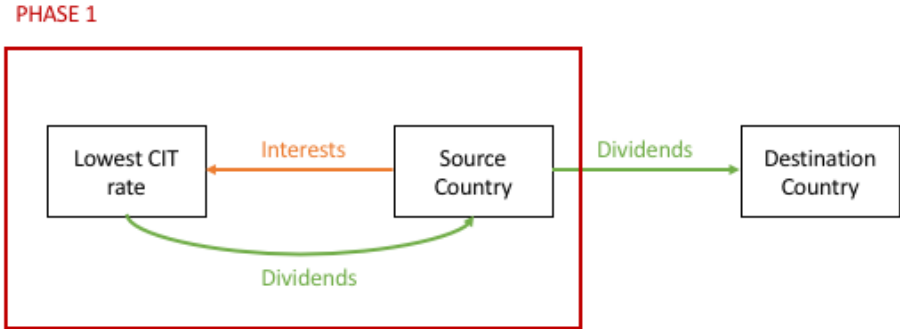 PHASE 1
Lowest CIT
rate
Interests
Source
Country
Dividends
Destination
Country
Dividends